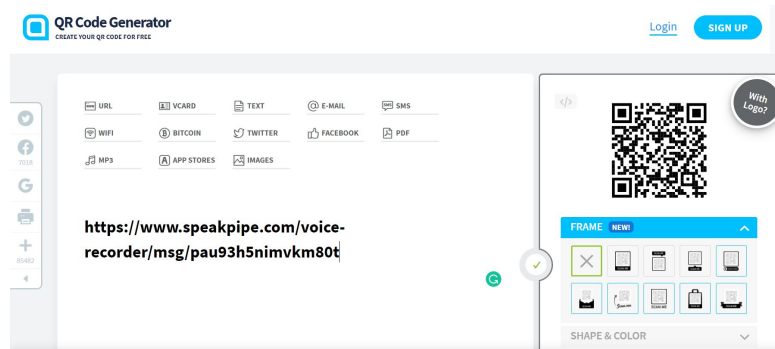 QR Code Generator
CREATE YOUR QR CODE FOR FREE
Login
SIGN UP
URL
VCARD
TEXT
E-MAIL
SMS
WIFI
BITCOIN
TWITTER
FACEBOOK
PDF
MP3
APP STORES
IMAGES
7018
85482
https://www.speakpipe.com/voice-
recorder/msg/pau93h5nimvkm80t
</>
With
Logo?
FRAME NEW!
SHAPE & COLOR